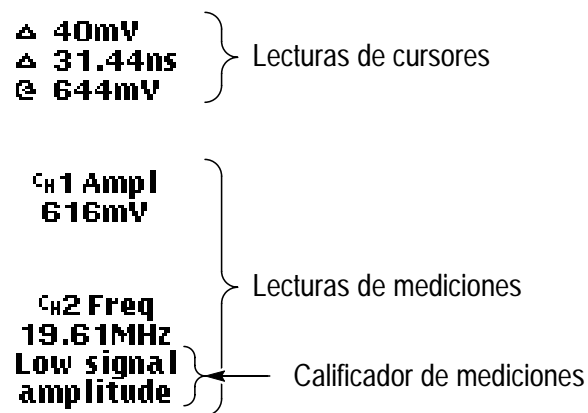 Δ 40mV
Δ 31.44ns
@ 644mV
Lecturas de cursores
CH1 Ampl
616mV
CH2 Freq
19.61MHz
Low signal
amplitude
Lecturas de mediciones
Calificador de mediciones